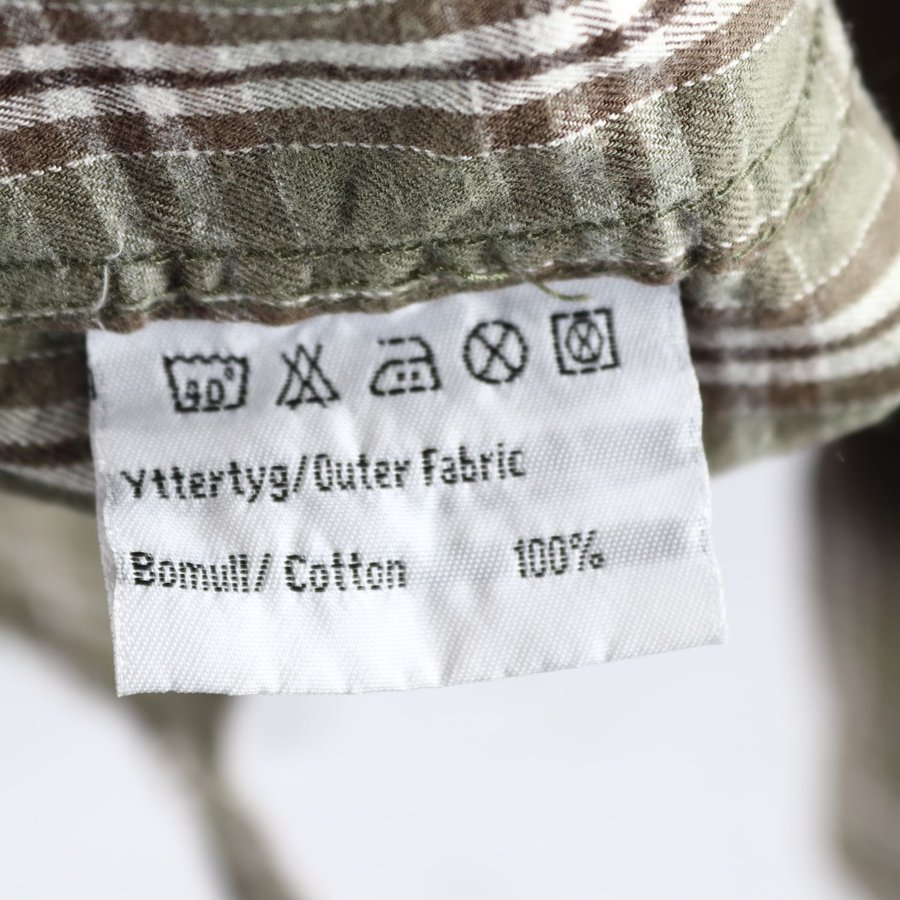 40°
Yttertyg/Outer Fabric
Bomull/ Cotton 100%